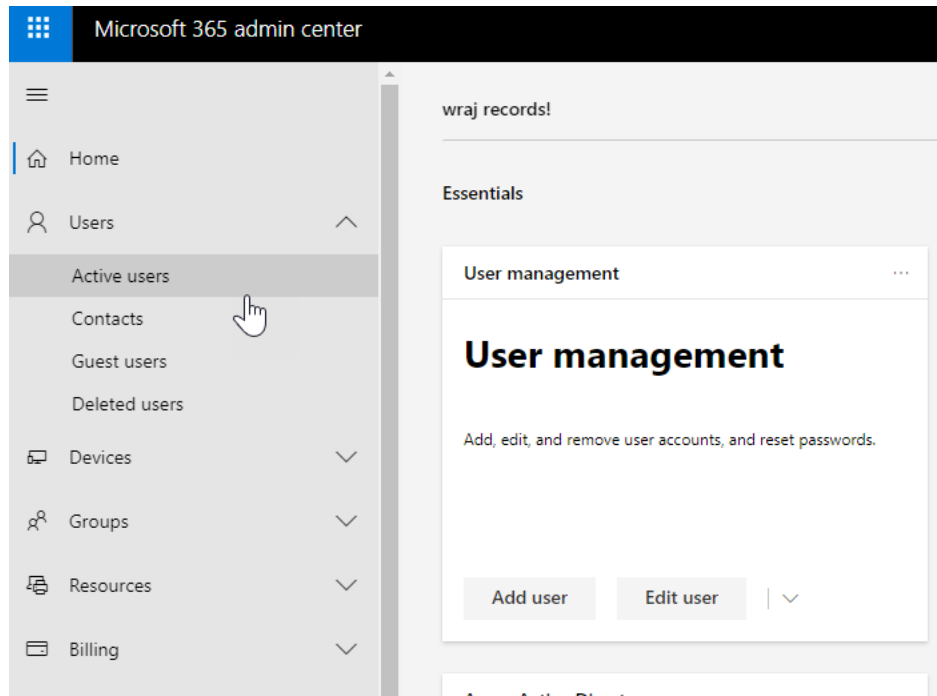 Microsoft 365 admin center
Home
Users
Active users
Contacts
Guest users
Deleted users
Devices
Groups
Resources
Billing
wraj records!
Essentials
User management
User management
Add, edit, and remove user accounts, and reset passwords.
Add user
Edit user